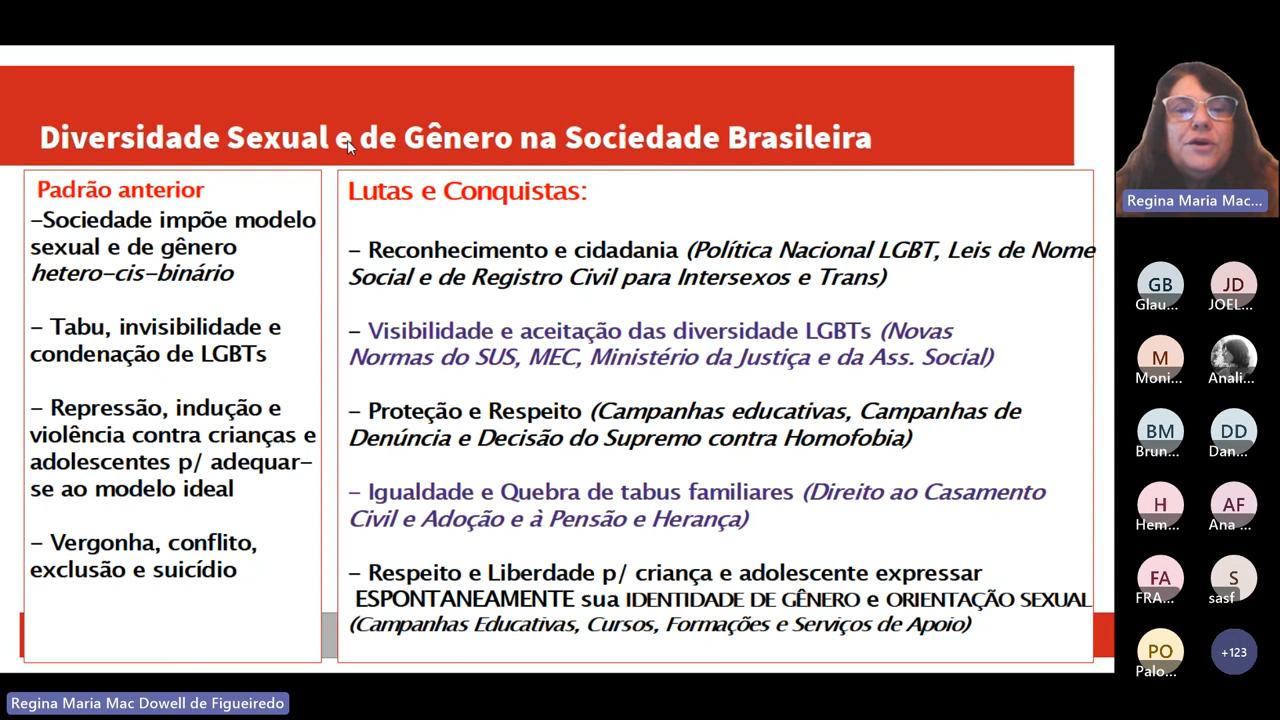 Diversidade Sexual e de Gênero na Sociedade Brasileira
Padrão anterior
-Sociedade impõe modelo
sexual e de gênero
hetero-cis-binário
- Tabu, invisibilidade e
condenação de LGBTs
- Repressão, indução e
violência contra crianças e
adolescentes p/ adequar-
se ao modelo ideal
- Vergonha, conflito,
exclusão e suicídio
Lutas e Conquistas:
- Reconhecimento e cidadania (Política Nacional LGBT, Leis de Nome
Social e de Registro Civil para Intersexos e Trans)
- Visibilidade e aceitação das diversidade LGBTs (Novas
Normas do SUS, MEC, Ministério da Justiça e da Ass. Social)
- Proteção e Respeito (Campanhas educativas, Campanhas de
Denúncia e Decisão do Supremo contra Homofobia)
- Igualdade e Quebra de tabus familiares (Direito ao Casamento
Civil e Adoção e à Pensão e Herança)
- Respeito e Liberdade p/ criança e adolescente expressar
ESPONTANEAMENTE sua IDENTIDADE DE GÊNERO e ORIENTAÇÃO SEXUAL
(Campanhas Educativas, Cursos, Formações e Serviços de Apoio)
Regina Maria Mac...
GB
Glau...
JD
JOEL...
M
Moni...
Anali...
BM
Brun...
DD
Dan...
H
Hem...
AF
Ana ...
FA
FRA...
S
sasf
PO
Palo...
+123
Regina Maria Mac Dowell de Figueiredo